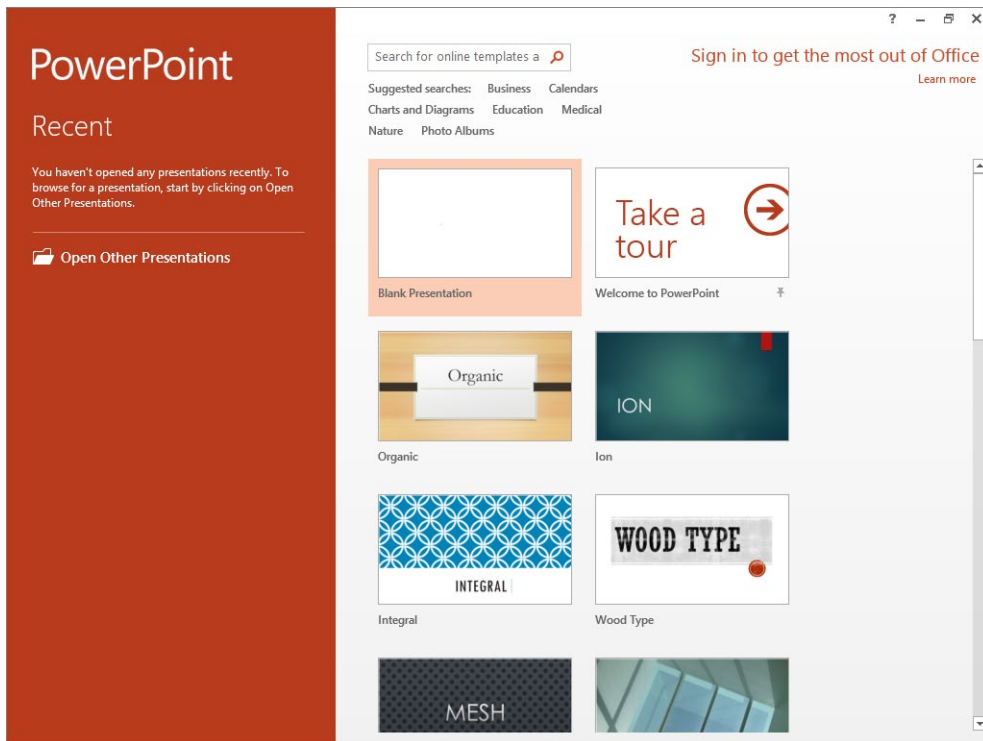 ?
PowerPoint
Recent
You haven't opened any presentations recently. To
browse for a presentation, start by clicking on Open
Other Presentations.
Open Other Presentations
Search for online templates a
Sign in to get the most out of Office
Learn more
Suggested searches: Business Calendars
Charts and Diagrams Education Medical
Nature Photo Albums
Blank Presentation
Take a
tour
Welcome to PowerPoint
Organic
Organic
ION
Ion
INTEGRAL
Integral
WOOD TYPE
Wood Type
MESH